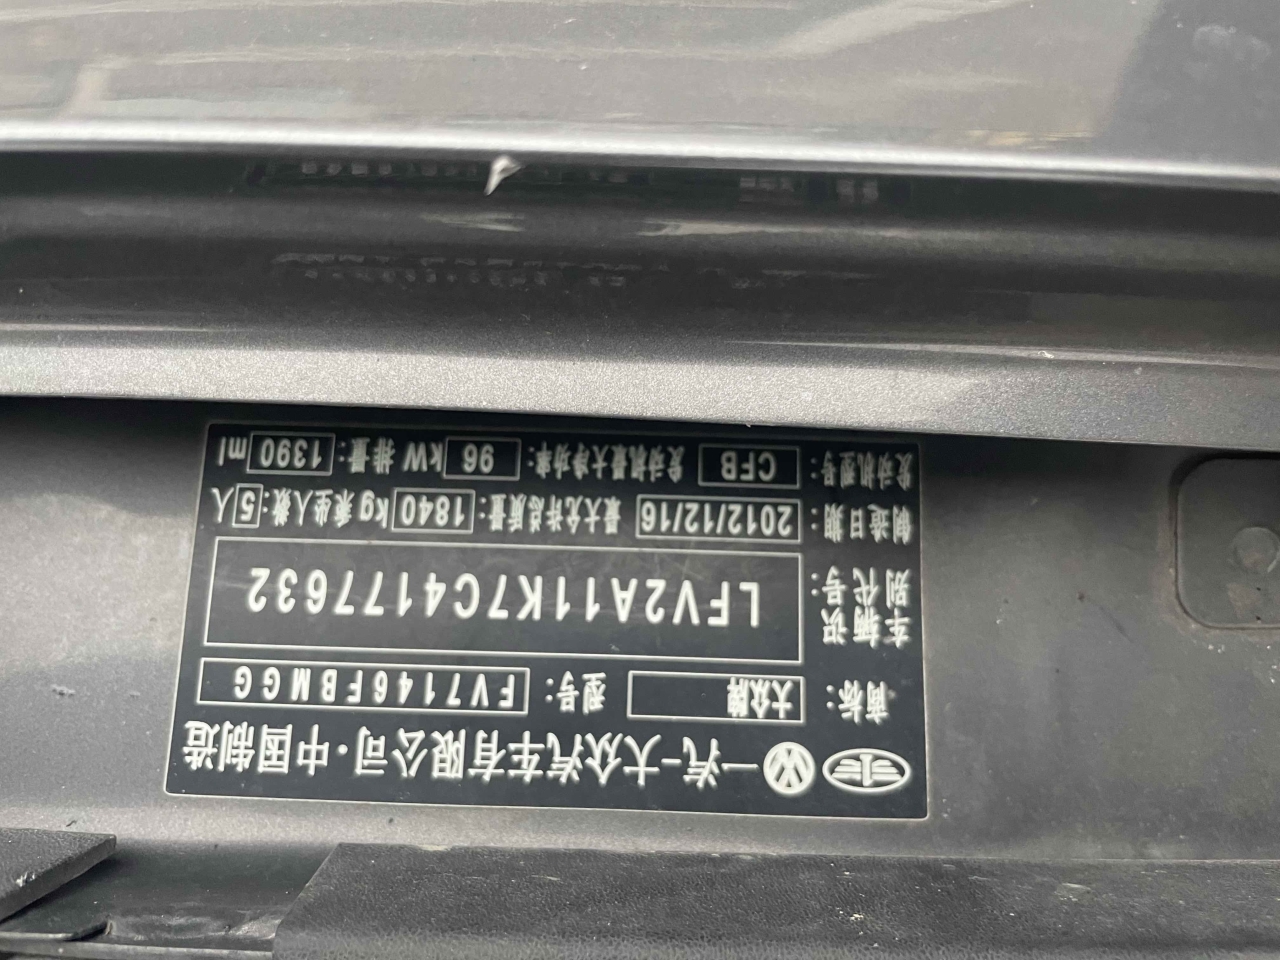 一汽-大众汽车有限公司·中国制造
商标: 大众牌 型号: FV7146FBMGG
车辆识别代号: LFV2A11K7C4177632
制造日期: 2012/12/16 最大允许总质量: 1840 kg 乘坐人数: 5 人
发动机型号: CFB 发动机最大净功率: 96 kW 排量: 1390 ml